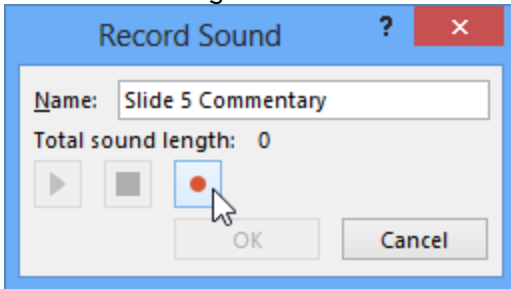 Record Sound ?
Name: Slide 5 Commentary
Total sound length: 0
OK Cancel